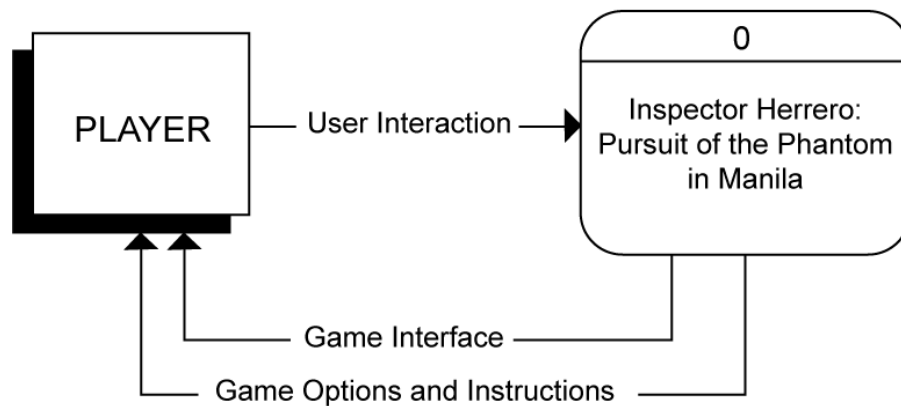 0
PLAYER
User Interaction
Inspector Herrero:
Pursuit of the Phantom
in Manila
Game Interface
Game Options and Instructions